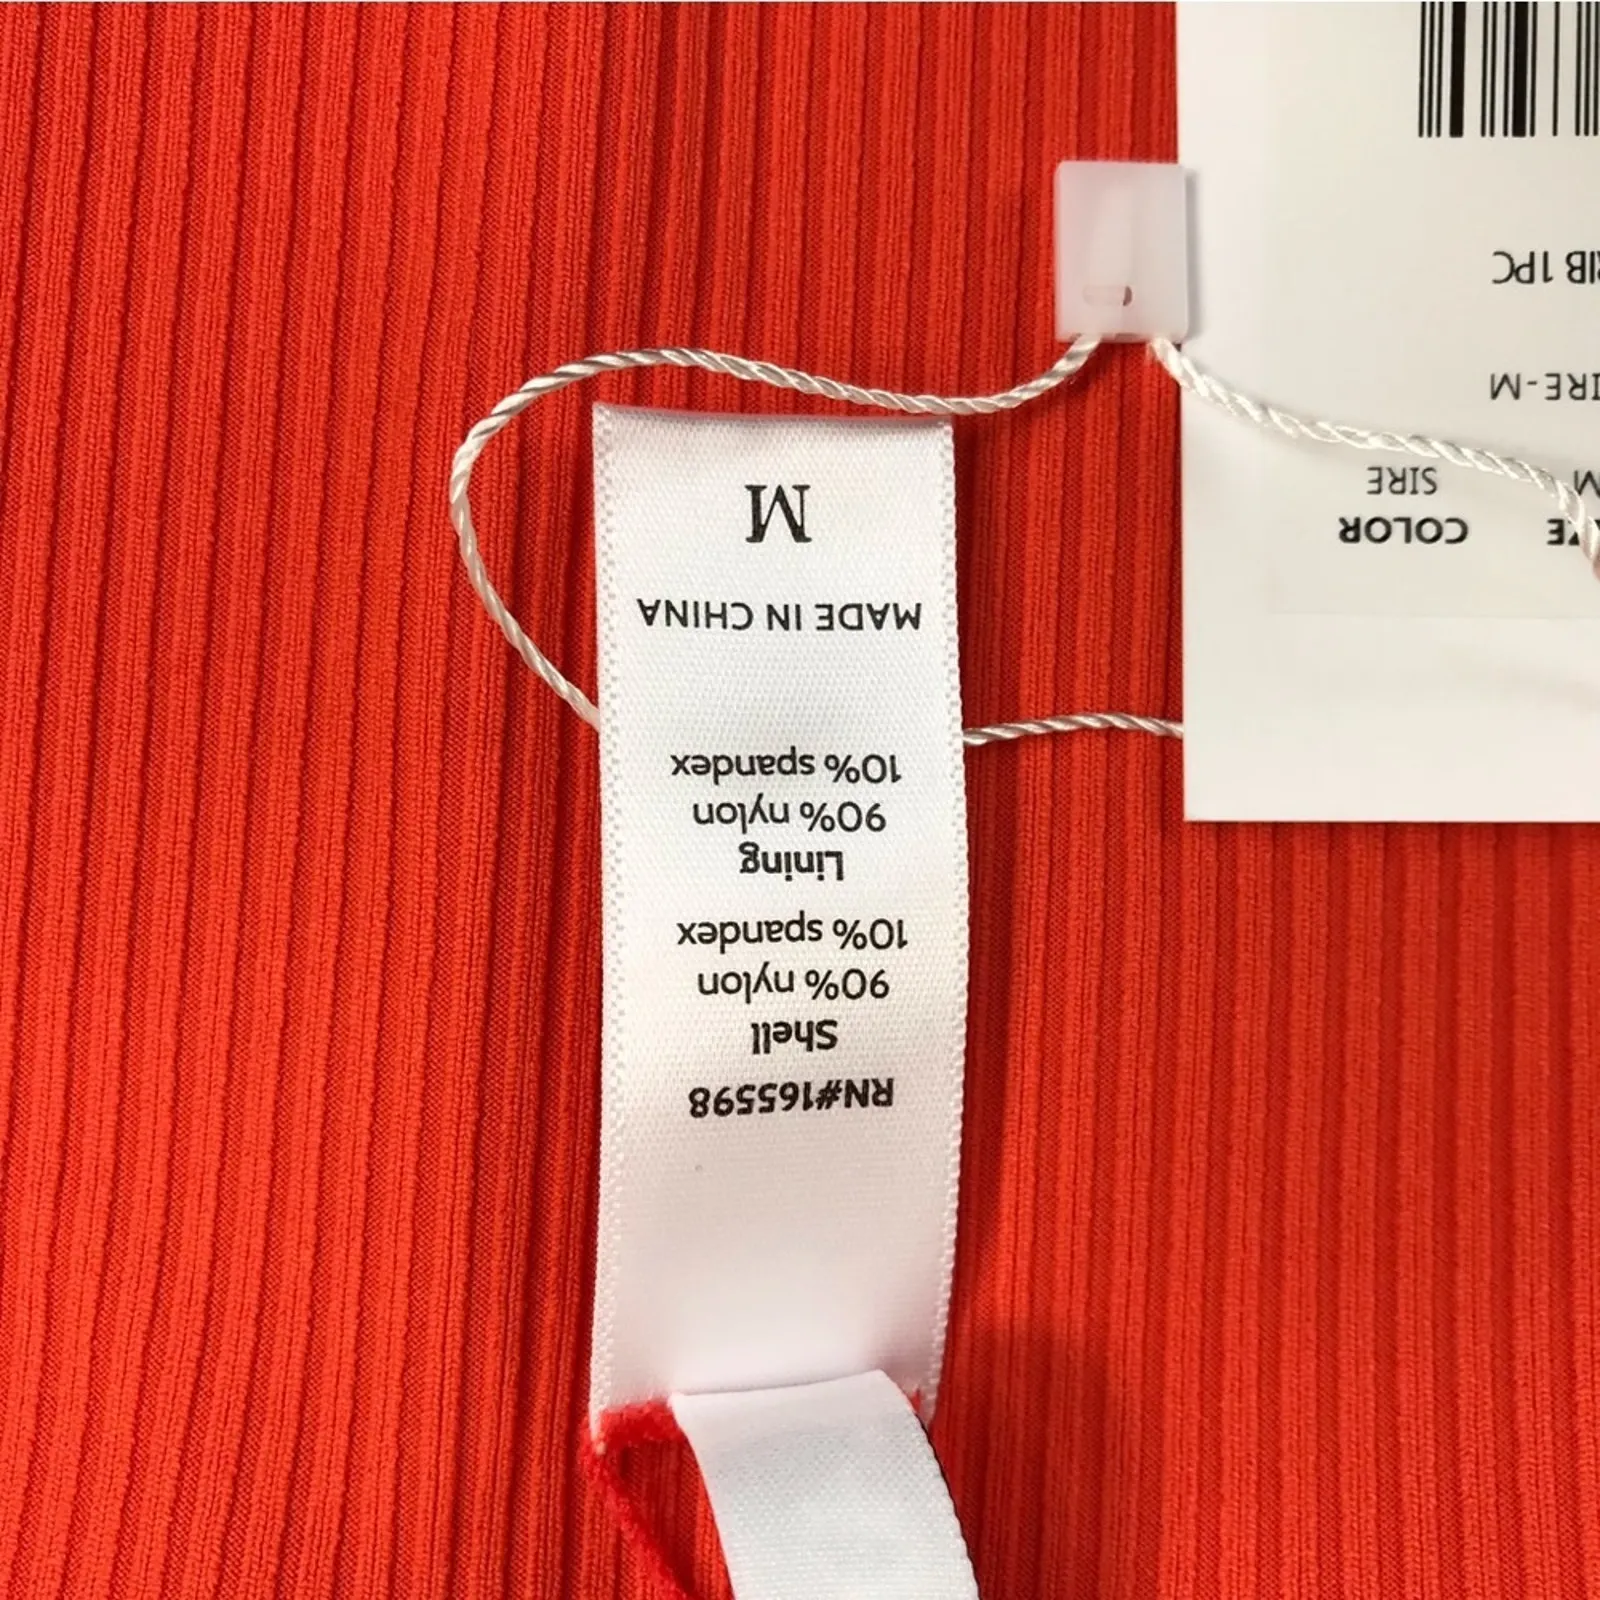 RN#165598
Shell
90% nylon
10% spandex
Lining
90% nylon
10% spandex
MADE IN CHINA
M
COLOR
SIRE
M
IRE-M
RIB 1PC